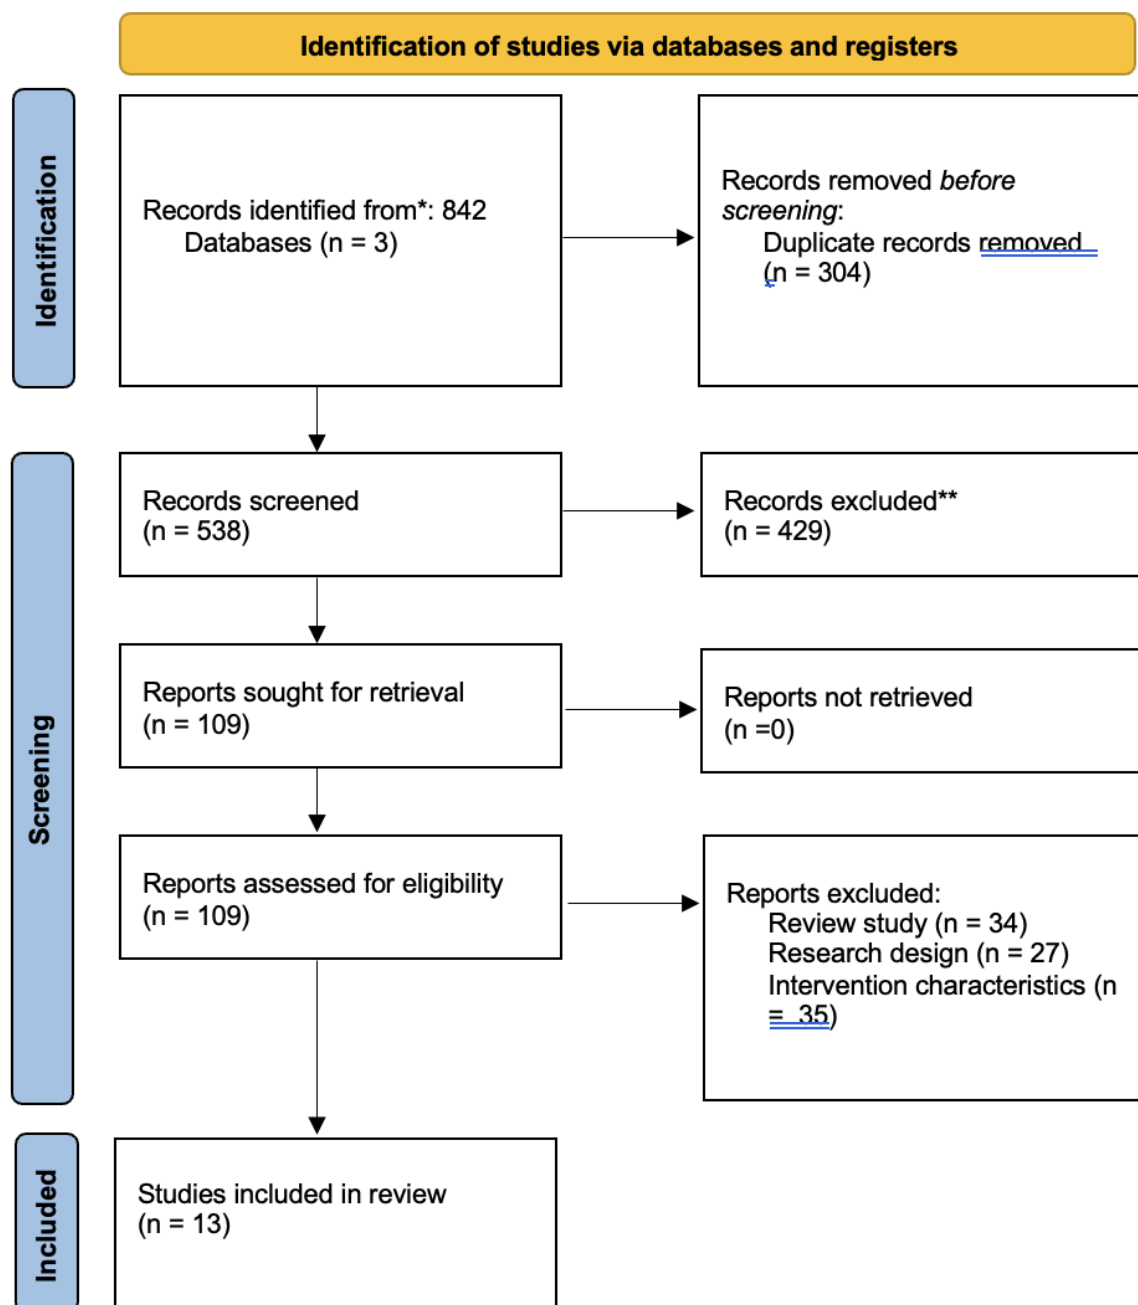 Identification of studies via databases and registers
Identification
Records identified from*: 842
Databases (n = 3)
Records removed before
screening:
Duplicate records removed
(n = 304)
Screening
Records screened
(n = 538)
Records excluded**
(n = 429)
Reports sought for retrieval
(n = 109)
Reports not retrieved
(n =0)
Reports assessed for eligibility
(n = 109)
Reports excluded:
Review study (n = 34)
Research design (n = 27)
Intervention characteristics (n
= 35)
Included
Studies included in review
(n = 13)